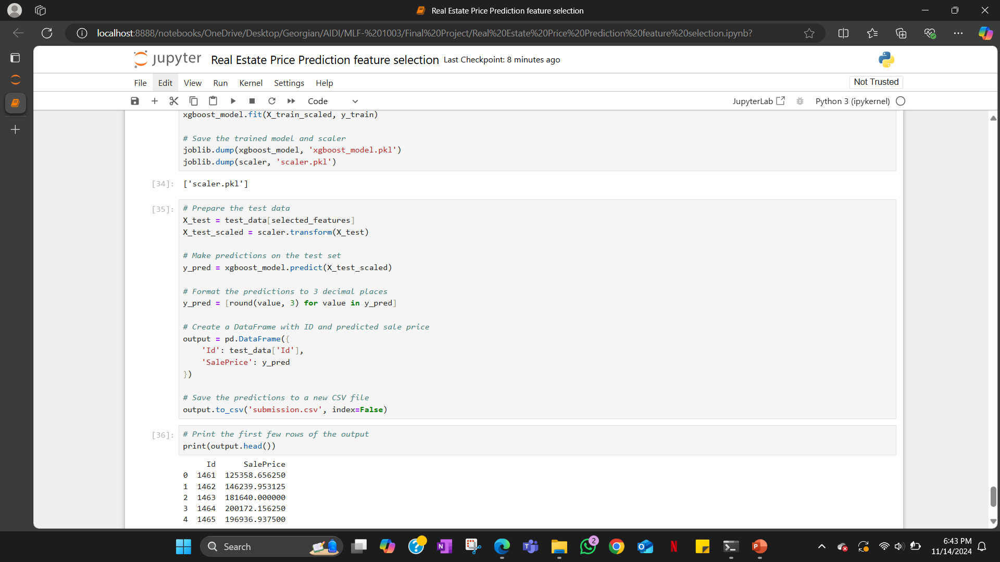 Real Estate Price Prediction feature selection
localhost:8888/notebooks/OneDrive/Desktop/Georgian/AIDI/MLF-%201003/Final%20Project/Real%20Estate%20Price%20Prediction%20feature%20selection.ipynb?
jupyter Real Estate Price Prediction feature selection Last Checkpoint: 8 minutes ago
File Edit View Run Kernel Settings Help Not Trusted
Code JupyterLab Python 3 (ipykernel)
xgboost_model.fit(X_train_scaled, y_train)
# Save the trained model and scaler
joblib.dump(xgboost_model, 'xgboost_model.pkl')
joblib.dump(scaler, 'scaler.pkl')
[34]: ['scaler.pkl']
[35]: # Prepare the test data
X_test = test_data[selected_features]
X_test_scaled = scaler.transform(X_test)
# Make predictions on the test set
y_pred = xgboost_model.predict(X_test_scaled)
# Format the predictions to 3 decimal places
y_pred = [round(value, 3) for value in y_pred]
# Create a DataFrame with ID and predicted sale price
output = pd.DataFrame({
'Id': test_data['Id'],
'SalePrice': y_pred
})
# Save the predictions to a new CSV file
output.to_csv('submission.csv', index=False)
[36]: # Print the first few rows of the output
print(output.head())
Id SalePrice
0 1461 125358.656250
1 1462 146239.953125
2 1463 181640.000000
3 1464 200172.156250
4 1465 196936.937500
Search
2
6:43 PM
11/14/2024